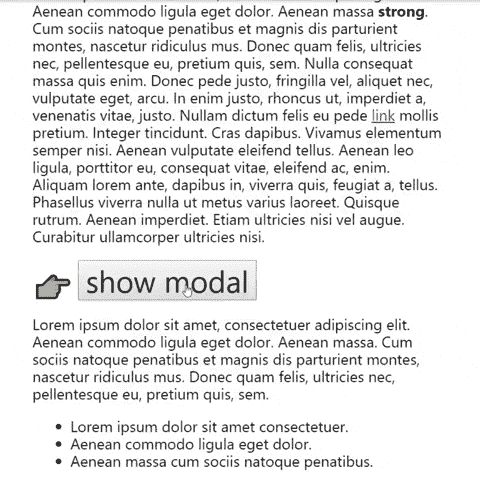 Aenean commodo ligula eget dolor. Aenean massa strong.
Cum sociis natoque penatibus et magnis dis parturient
montes, nascetur ridiculus mus. Donec quam felis, ultricies
nec, pellentesque eu, pretium quis, sem. Nulla consequat
massa quis enim. Donec pede justo, fringilla vel, aliquet nec,
vulputate eget, arcu. In enim justo, rhoncus ut, imperdiet a,
venenatis vitae, justo. Nullam dictum felis eu pede link mollis
pretium. Integer tincidunt. Cras dapibus. Vivamus elementum
semper nisi. Aenean vulputate eleifend tellus. Aenean leo
ligula, porttitor eu, consequat vitae, eleifend ac, enim.
Aliquam lorem ante, dapibus in, viverra quis, feugiat a, tellus.
Phasellus viverra nulla ut metus varius laoreet. Quisque
rutrum. Aenean imperdiet. Etiam ultricies nisi vel augue.
Curabitur ullamcorper ultricies nisi.
show modal
Lorem ipsum dolor sit amet, consectetuer adipiscing elit.
Aenean commodo ligula eget dolor. Aenean massa. Cum
sociis natoque penatibus et magnis dis parturient montes,
nascetur ridiculus mus. Donec quam felis, ultricies nec,
pellentesque eu, pretium quis, sem.
• Lorem ipsum dolor sit amet consectetuer.
• Aenean commodo ligula eget dolor.
• Aenean massa cum sociis natoque penatibus.